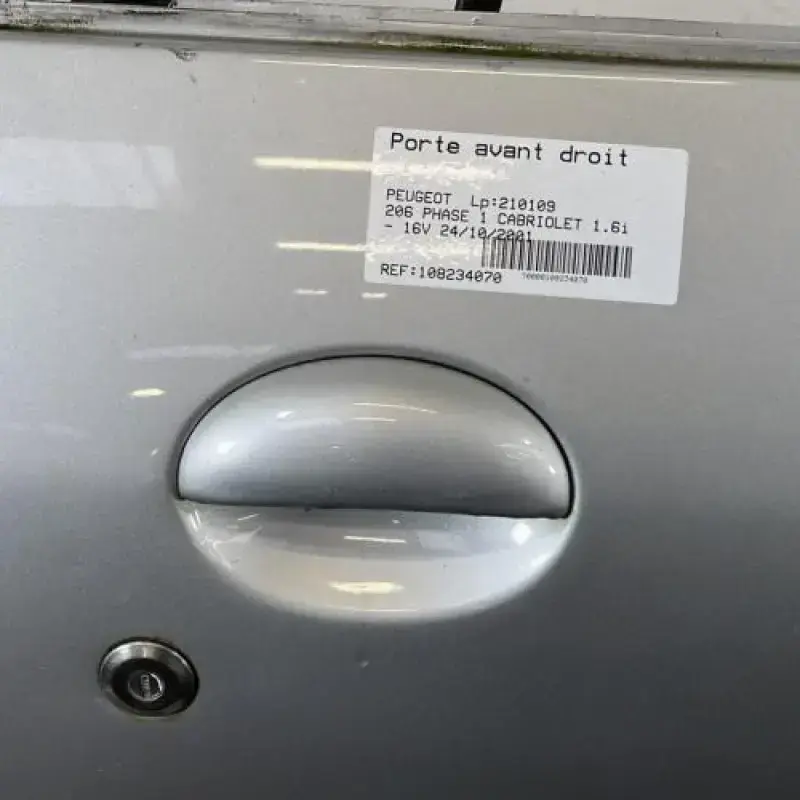 Porte avant droit
PEUGEOT Lp:210109
206 PHASE 1 CABRIOLET 1.6i
- 16V 24/10/2001
REF:108234070